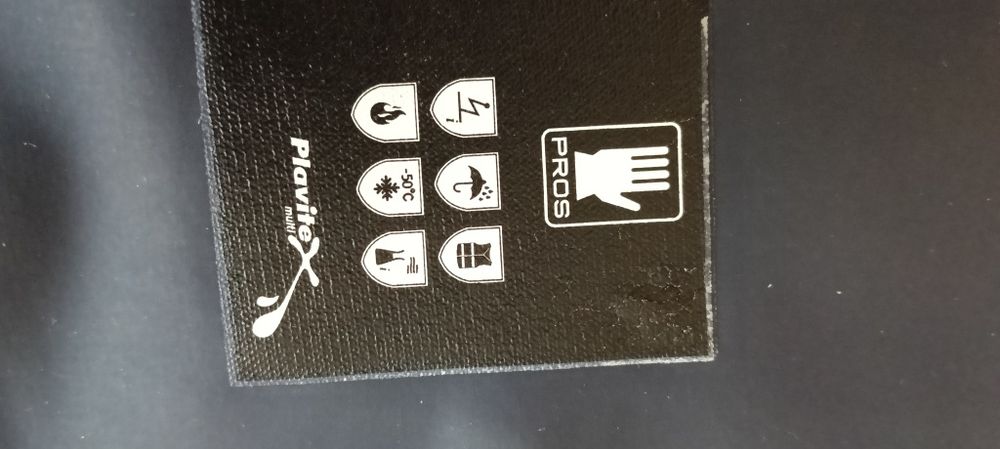 PROS
i
-50°C
i
Plavitex
multi